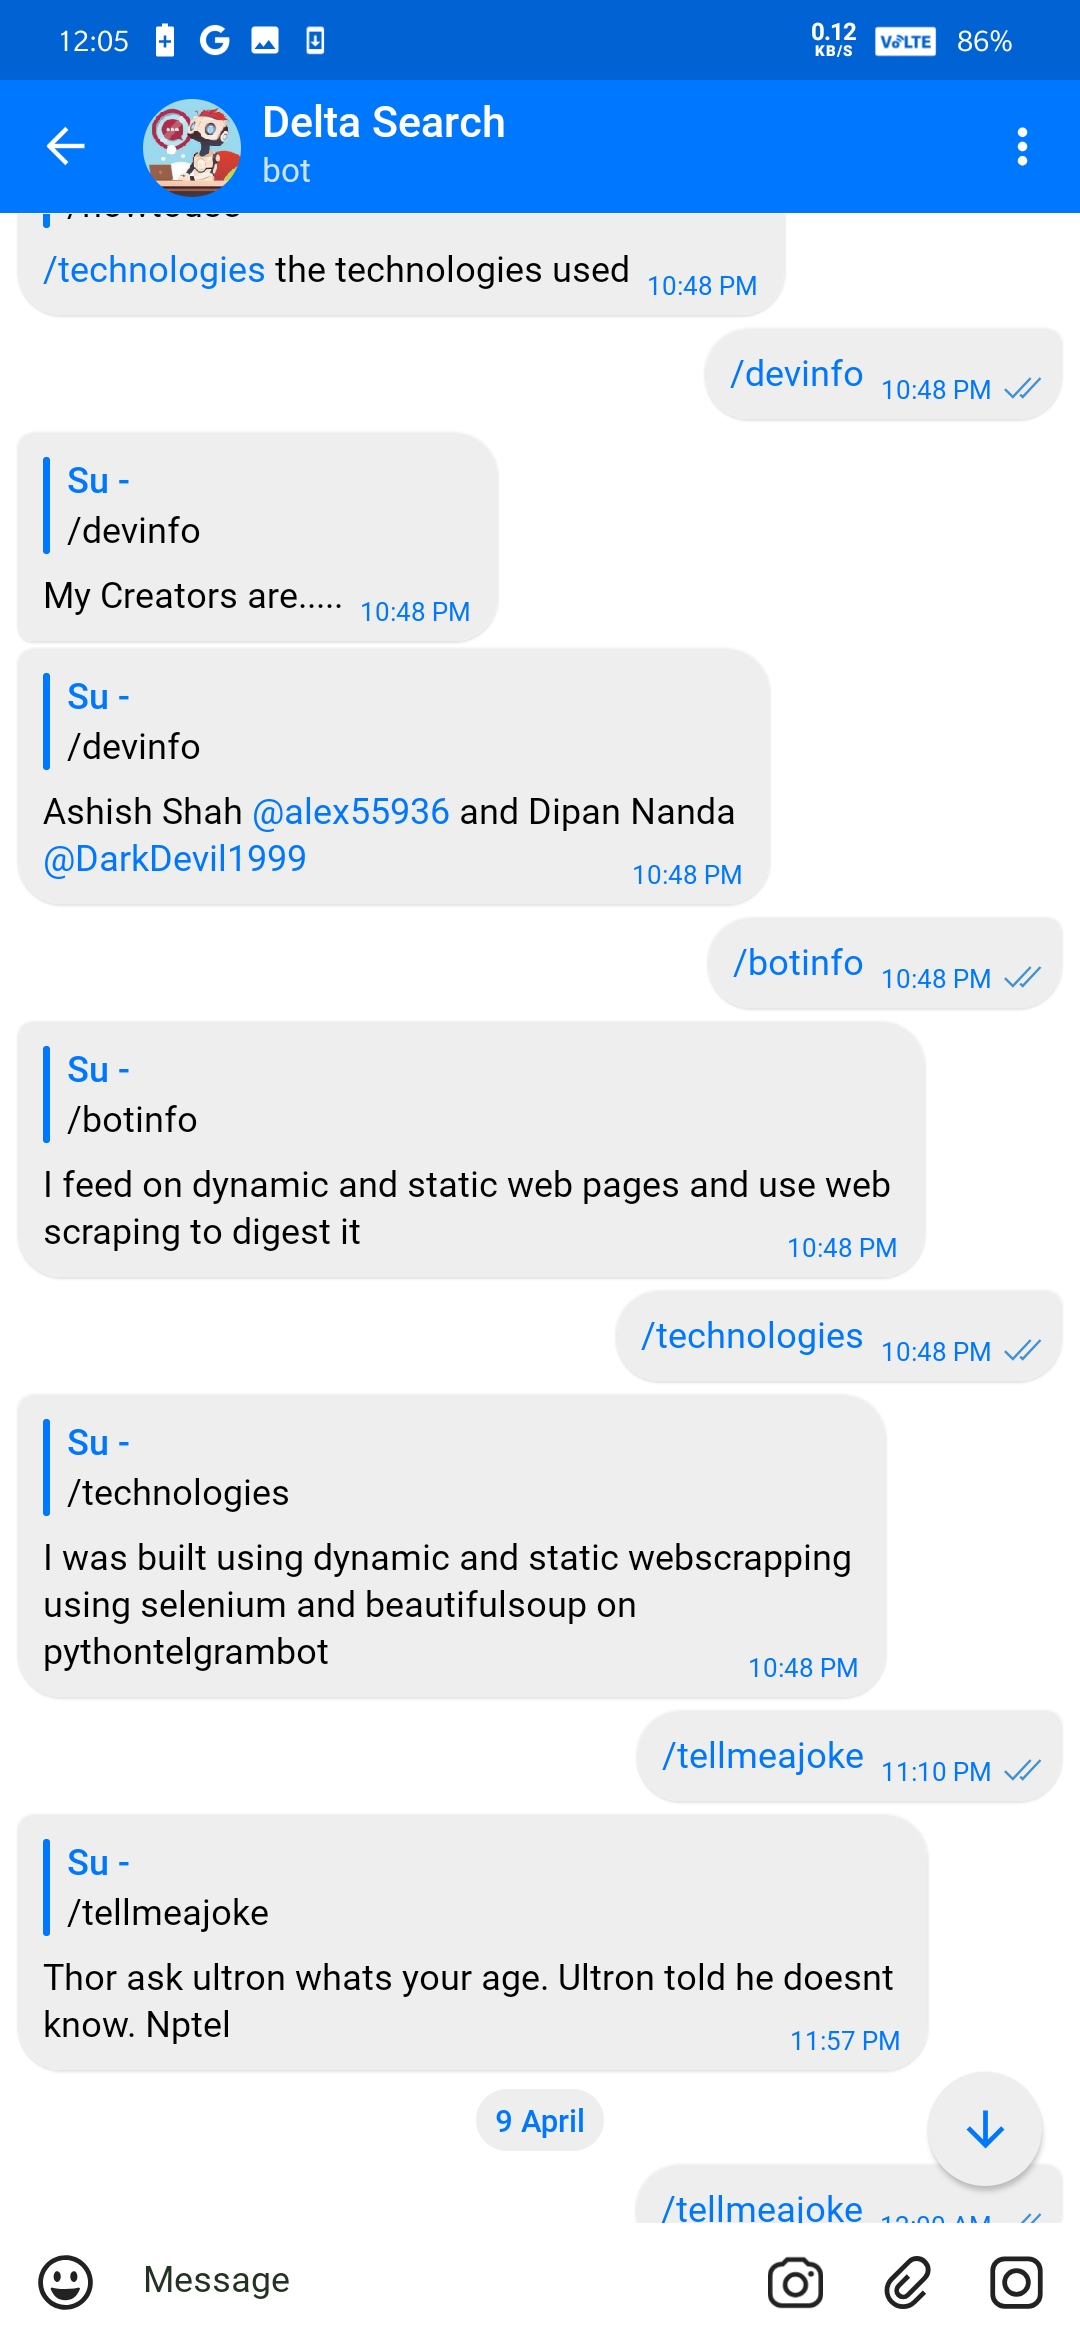 12:05
0.12
KB/S
VoLTE
86%
Delta Search
bot
/howtouse
/technologies the technologies used 10:48 PM
/devinfo 10:48 PM
Su -
/devinfo
My Creators are..... 10:48 PM
Su -
/devinfo
Ashish Shah @alex55936 and Dipan Nanda
@DarkDevil1999 10:48 PM
/botinfo 10:48 PM
Su -
/botinfo
I feed on dynamic and static web pages and use web
scraping to digest it 10:48 PM
/technologies 10:48 PM
Su -
/technologies
I was built using dynamic and static webscrapping
using selenium and beautifulsoup on
pythontelgrambot 10:48 PM
/tellmeajoke 11:10 PM
Su -
/tellmeajoke
Thor ask ultron whats your age. Ultron told he doesnt
know. Nptel 11:57 PM
9 April
/tellmeajoke
Message